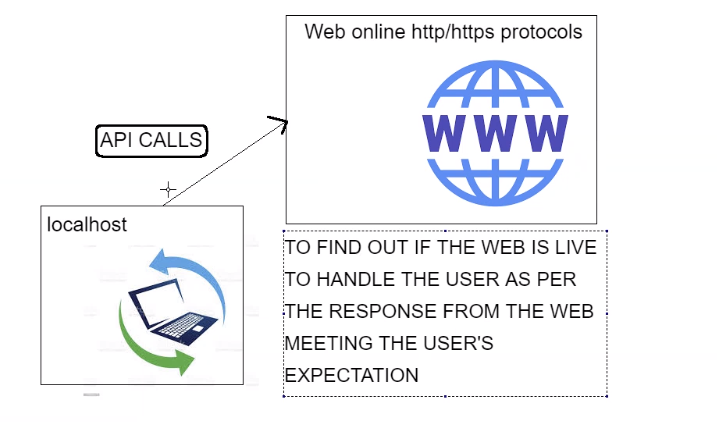 Web online http/https protocols
WWW
API CALLS
localhost
TO FIND OUT IF THE WEB IS LIVE
TO HANDLE THE USER AS PER
THE RESPONSE FROM THE WEB
MEETING THE USER'S
EXPECTATION